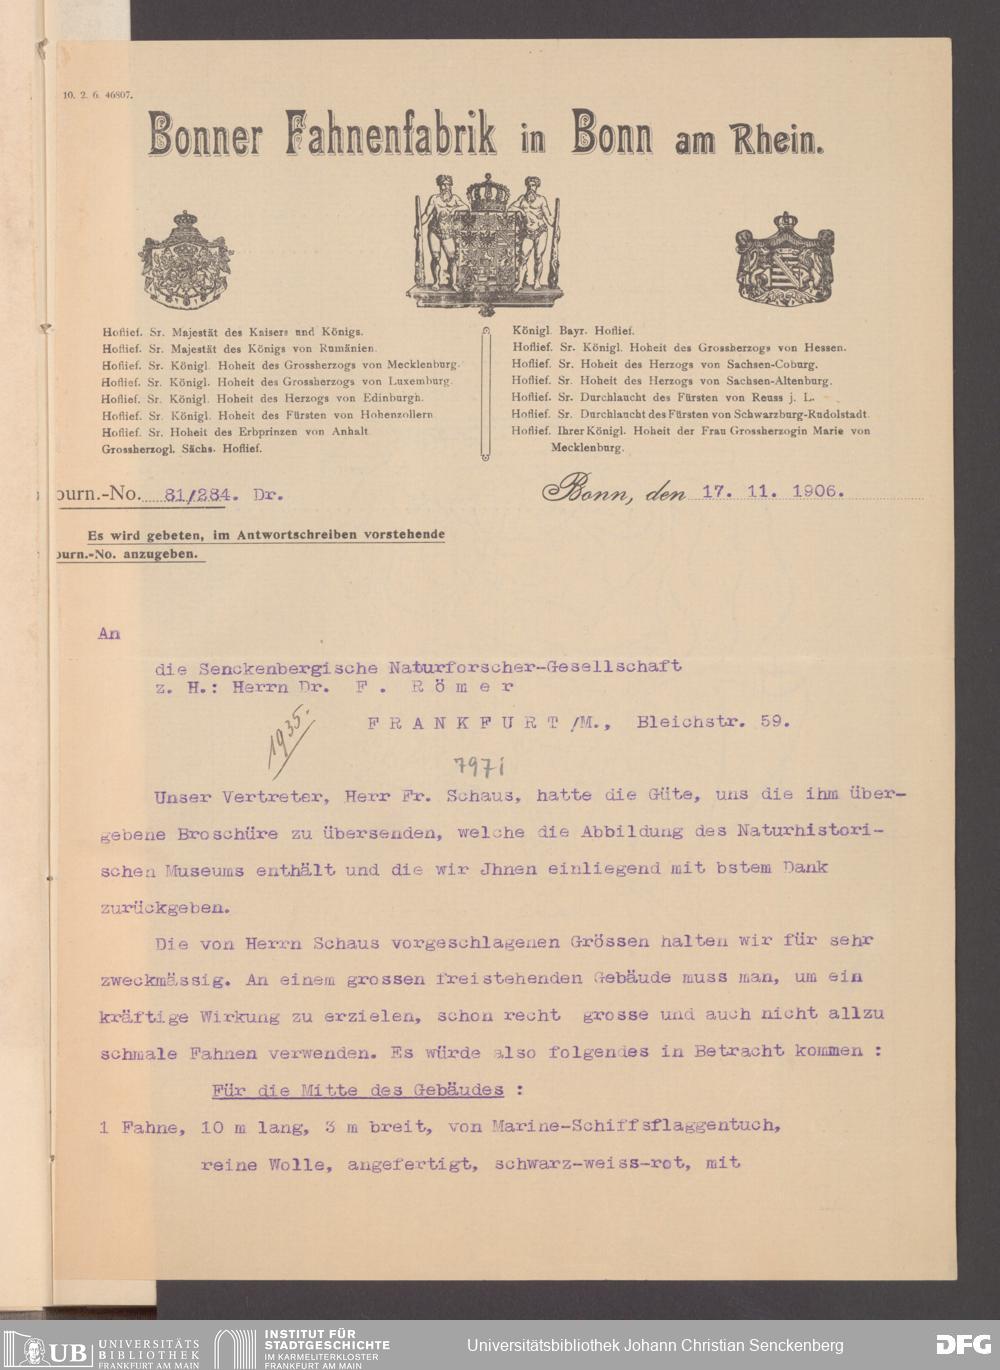 10. 2. 6. 46807.
Bonner Fahnenfabrik in Bonn am Rhein.
Hoflief. Sr. Majestät des Kaisers und Königs.
Hoflief. Sr. Majestät des Königs von Rumänien.
Hoflief. Sr. Königl. Hoheit des Grossherzogs von Mecklenburg.
Hoflief. Sr. Königl. Hoheit des Grossherzogs von Luxemburg.
Hoflief. Sr. Königl. Hoheit des Herzogs von Edinburgh.
Hoflief. Sr. Königl. Hoheit des Fürsten von Hohenzollern
Hoflief. Sr. Hoheit des Erbprinzen von Anhalt
Grossherzogl. Sächs. Hoflief.
Königl. Bayr. Hoflief.
Hoflief. Sr. Königl. Hoheit des Grossherzogs von Hessen.
Hoflief. Sr. Hoheit des Herzogs von Sachsen-Coburg.
Hoflief. Sr. Hoheit des Herzogs von Sachsen-Altenburg.
Hoflief. Sr. Durchlaucht des Fürsten von Reuss j. L.
Hoflief. Sr. Durchlaucht des Fürsten von Schwarzburg-Rudolstadt
Hoflief. Ihrer Königl. Hoheit der Frau Grossherzogin Marie von
Mecklenburg.
ourn.-No. 81/284. Dr.
Bonn, den 17. 11. 1906.
Es wird gebeten, im Antwortschreiben vorstehende
ourn.-No. anzugeben.
An
die Senckenbergische Naturforscher-Gesellschaft
z. H.: Herrn Dr. F. Römer
FRANKFURT/M., Bleichstr. 59.
1935.
797i
Unser Vertreter, Herr Fr. Schaus, hatte die Güte, uns die ihm über-
gebene Broschüre zu übersenden, welche die Abbildung des Naturhistori-
schen Museums enthält und die wir Jhnen einliegend mit bstem Dank
zurückgeben.
Die von Herrn Schaus vorgeschlagenen Grössen halten wir für sehr
zweckmässig. An einem grossen freistehenden Gebäude muss man, um ein
kräftige Wirkung zu erzielen, schon recht grosse und auch nicht allzu
schmale Fahnen verwenden. Es würde also folgendes in Betracht kommen :
Für die Mitte des Gebäudes :
1 Fahne, 10 m lang, 3 m breit, von Marine-Schiffsflaggentuch,
reine Wolle, angefertigt, schwarz-weiss-rot, mit
UB UNIVERSITÄTS
BIBLIOTHEK
FRANKFURT AM MAIN
INSTITUT FÜR
STADTGESCHICHTE
IM KARMELITERKLOSTER
FRANKFURT AM MAIN
Universitätsbibliothek Johann Christian Senckenberg
DFG